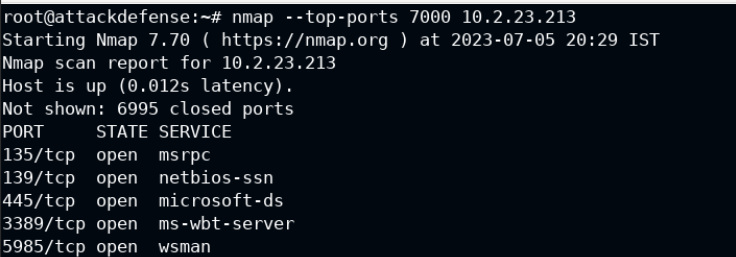 root@attackdefense:~# nmap --top-ports 7000 10.2.23.213
Starting Nmap 7.70 ( https://nmap.org ) at 2023-07-05 20:29 IST
Nmap scan report for 10.2.23.213
Host is up (0.012s latency).
Not shown: 6995 closed ports
PORT     STATE SERVICE
135/tcp  open  msrpc
139/tcp  open  netbios-ssn
445/tcp  open  microsoft-ds
3389/tcp open  ms-wbt-server
5985/tcp open  wsman